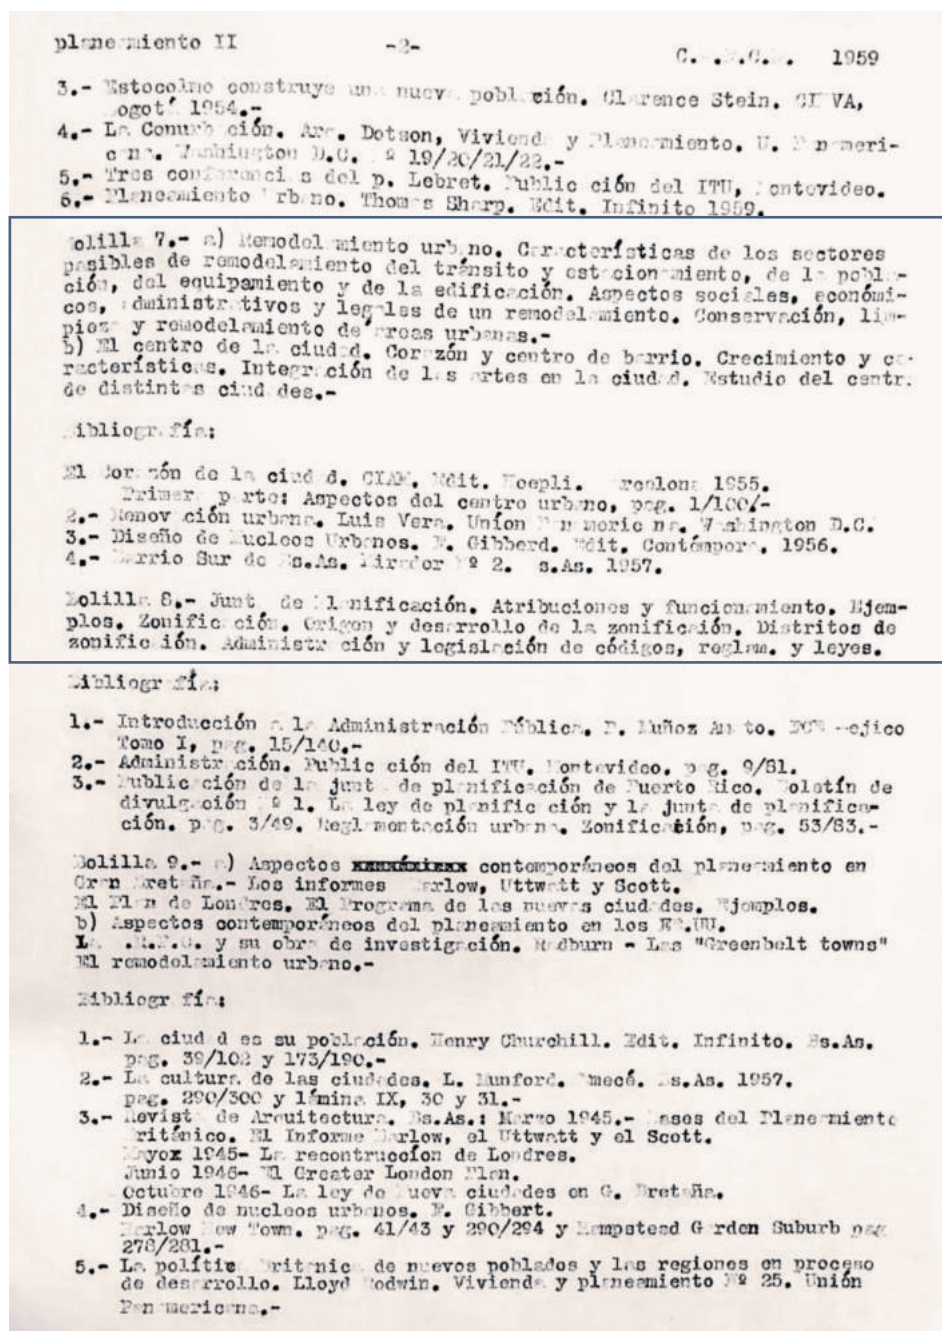 planeamiento II -2- 1959
3.- Estocolmo construye una nueva población. Clarence Stein. CINVA,
Bogotá 1954.-
4.- La Conurbación. Arq. Dotson, Vivienda y Planeamiento. U. Panameri-
cana. Washington D.C. Nº 19/20/21/22.-
5.- Tres conferencias del p. Lebret. Publicación del ITU, Montevideo.
6.- Planeamiento Urbano. Thomas Sharp. Edit. Infinito 1959.
Bolilla 7.- a) Remodelamiento urbano. Características de los sectores
pasibles de remodelamiento del tránsito y estacionamiento, de la pobla-
ción, del equipamiento y de la edificación. Aspectos sociales, económi-
cos, administrativos y legales de un remodelamiento. Conservación, lim-
pieza y remodelamiento de áreas urbanas.-
b) El centro de la ciudad. Corazón y centro de barrio. Crecimiento y ca-
racterísticas. Integración de las artes en la ciudad. Estudio del centr.
de distintas ciudades.-
Bibliografía:
El Corazón de la ciudad. CIAM. Edit. Hoepli. Barcelona 1955.
Primera parte: Aspectos del centro urbano, pag. 1/100/-
2.- Renovación urbana. Luis Vera. Uníon Panamericana. Washington D.C.
3.- Diseño de Nucleos Urbanos. F. Gibberd. Edit. Contémpora. 1956.
4.- Barrio Sur de Bs.As. Mirador Nº 2. Bs.As. 1957.
Bolilla 8.- Junta de Planificación. Atribuciones y funcionamiento. Ejem-
plos. Zonificación. Origen y desarrollo de la zonificaión. Distritos de
zonificaión. Administración y legislación de códigos, reglam. y leyes.
Bibliografía:
1.- Introducción a la Administración Pública. P. Muñoz Amato. FCE Mejico
Tomo I, pag. 15/140.-
2.- Administración. Publicación del ITU. Montevideo. pag. 9/81.
3.- Publicación de la junta de planificación de Puerto Rico. Boletín de
divulgación Nº 1. La ley de planificación y la junta de planifica-
ción. pag. 3/49. Reglamentación urbana. Zonificación, pag. 53/83.-
Bolilla 9.- a) Aspectos contemporáneos del planeamiento en
Gran Bretaña.- Los informes Barlow, Uttwatt y Scott.
El Plan de Londres. El Programa de las nuevas ciudades. Ejemplos.
b) Aspectos contemporáneos del planeamiento en los EE.UU.
La .R.P.C. y su obra de investigación. Radburn - Las "Greenbelt towns"
El remodelamiento urbano.-
Bibliografía:
1.- La ciudad es su población. Henry Churchill. Edit. Infinito. Bs.As.
pag. 39/102 y 173/190.-
2.- La cultura de las ciudades. L. Munford. Emecé. Bs.As. 1957.
pag. 290/300 y lámina IX, 30 y 31.-
3.- Revista de Arquitectura. Bs.As.: Marzo 1945.- Bases del Planeamiento
Británico. El Informe Barlow, el Uttwatt y el Scott.
Mayox 1945- La recontruccíon de Londres.
Junio 1946- El Greater London Plan.
Octubre 1946- La ley de nueva ciudades en G. Bretaña.
4.- Diseño de nucleos urbanos. F. Gibbert.
Harlow New Town. pag. 41/43 y 290/294 y Hampstead Garden Suburb pag
278/281.-
5.- La política Britanica de nuevos poblados y las regiones en proceso
de desarrollo. Lloyd Rodwin. Vivienda y planeamiento Nº 25. Unión
Panamericana.-